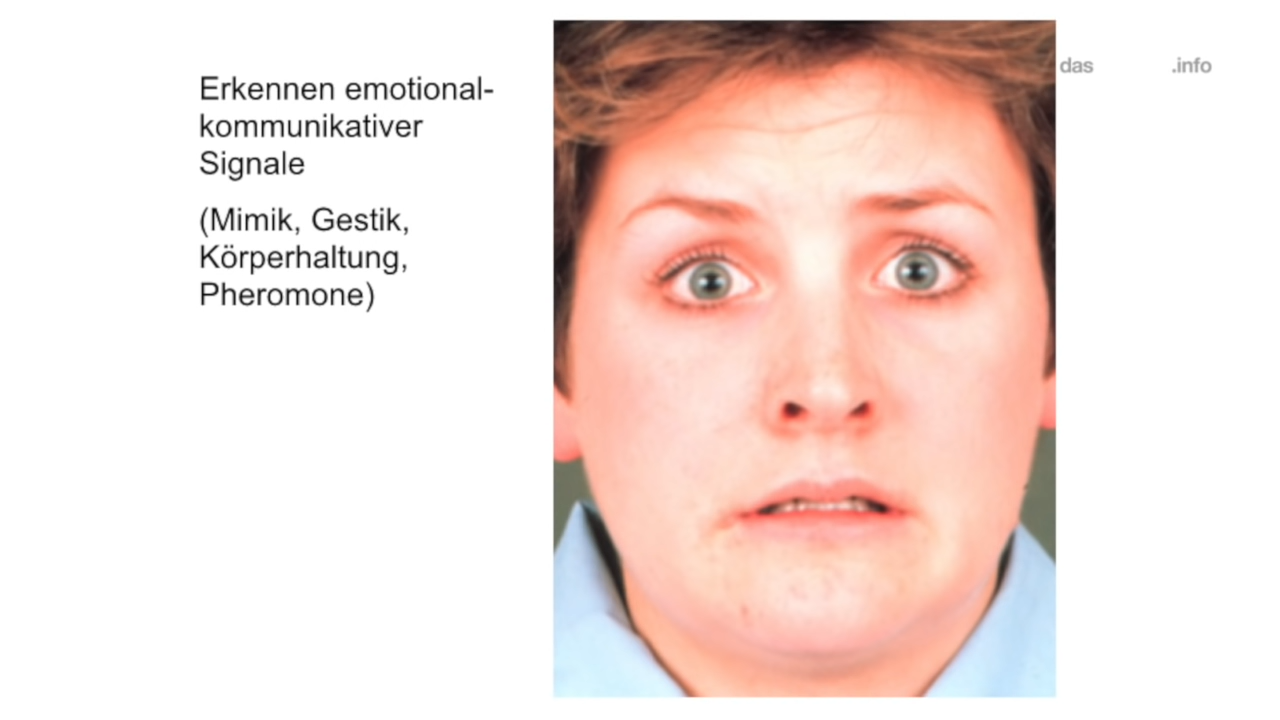 Erkennen emotional-
kommunikativer
Signale
(Mimik, Gestik,
Körperhaltung,
Pheromone)
das .info